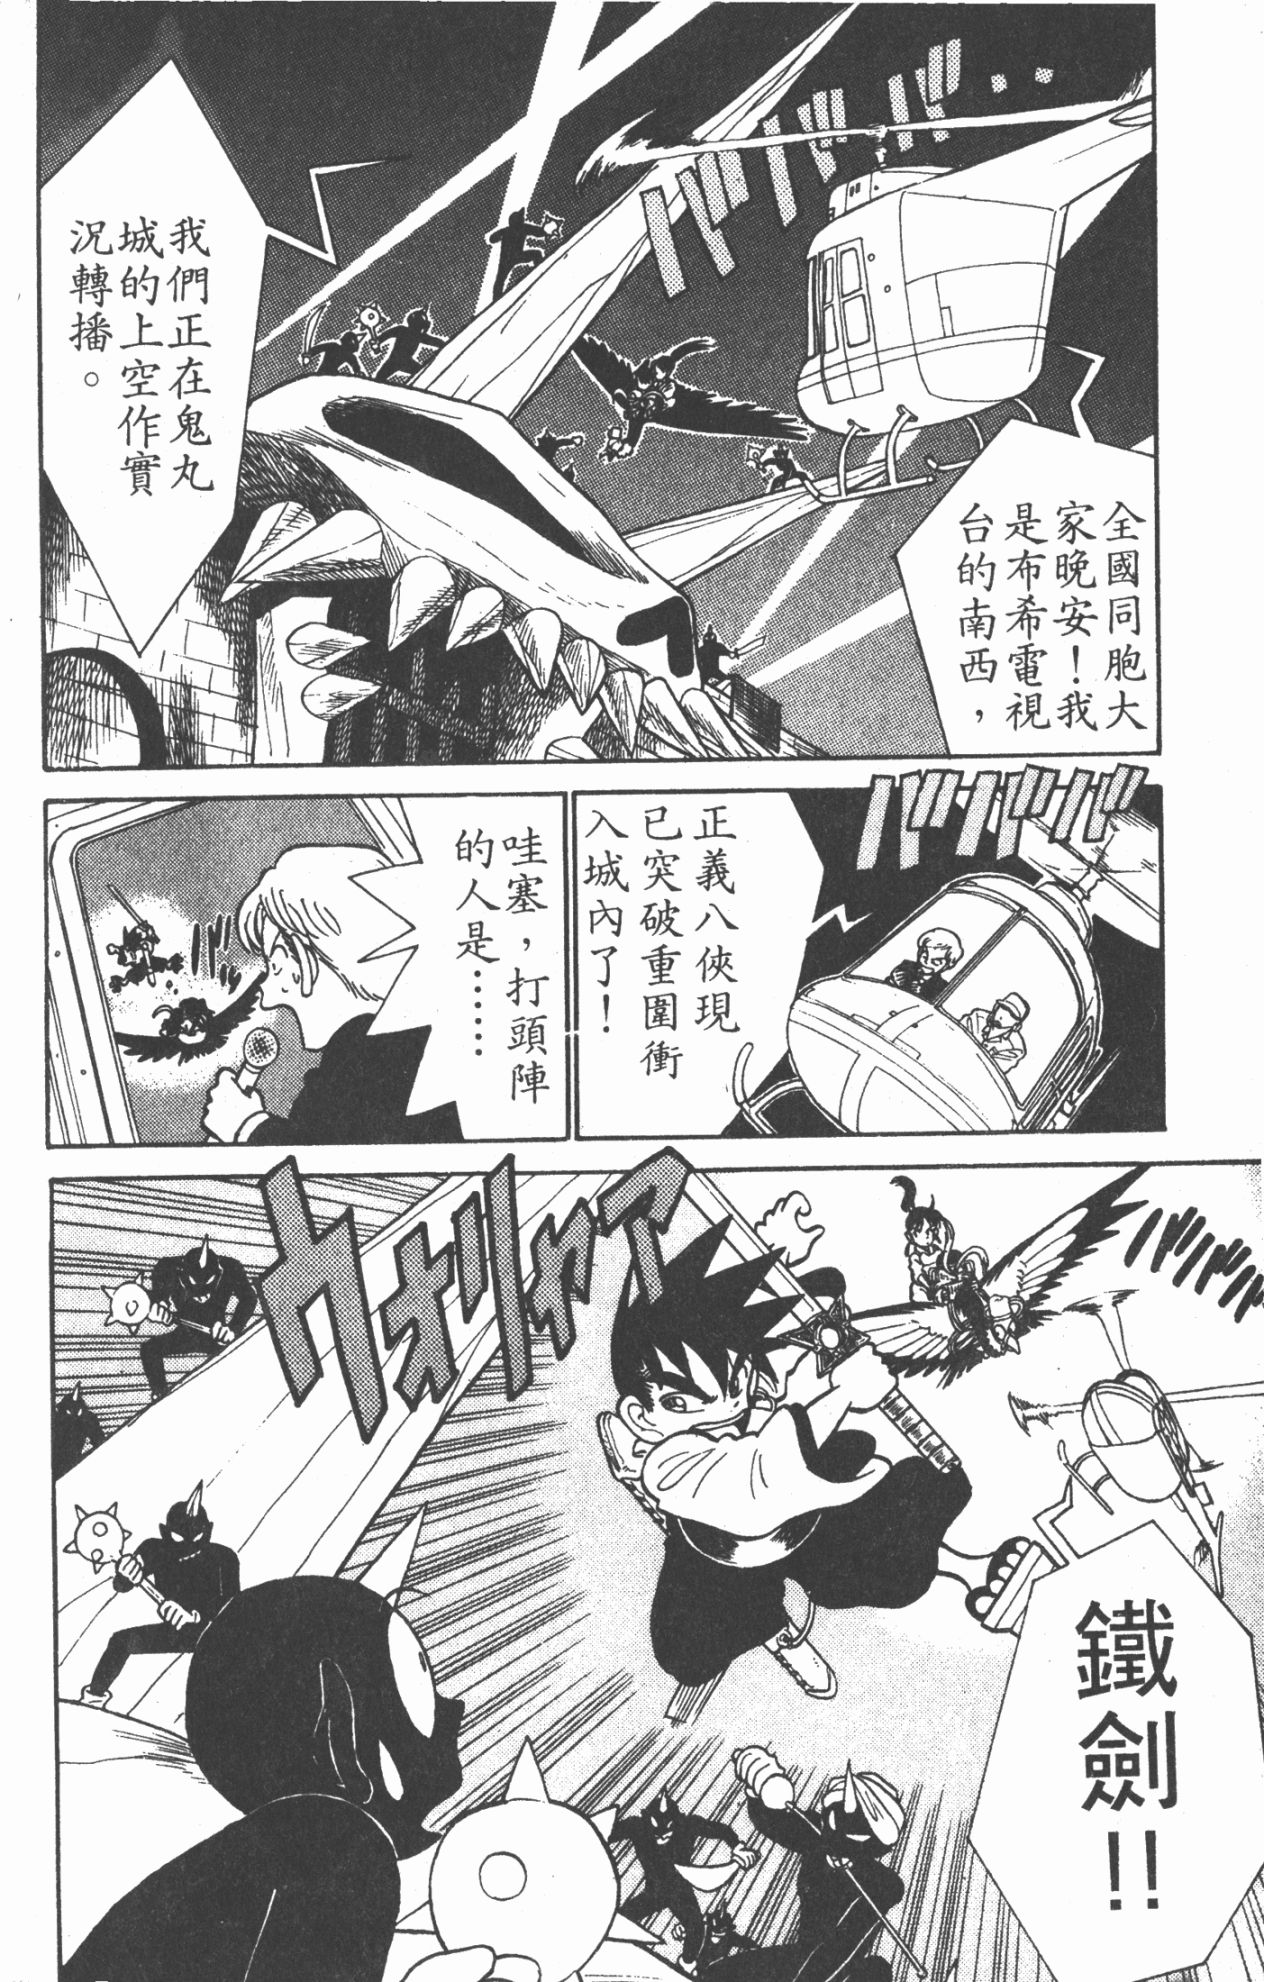 全國同胞大
家晚安！我
是布希電視
台的南西，
我們正在鬼丸
城的上空作實
況轉播。
ババババババ
正義八俠現
已突破重圍衝
入城內了！
ババババ
哇塞，打頭陣
的人是……
バババ
ウオリャア
鐵劍!!